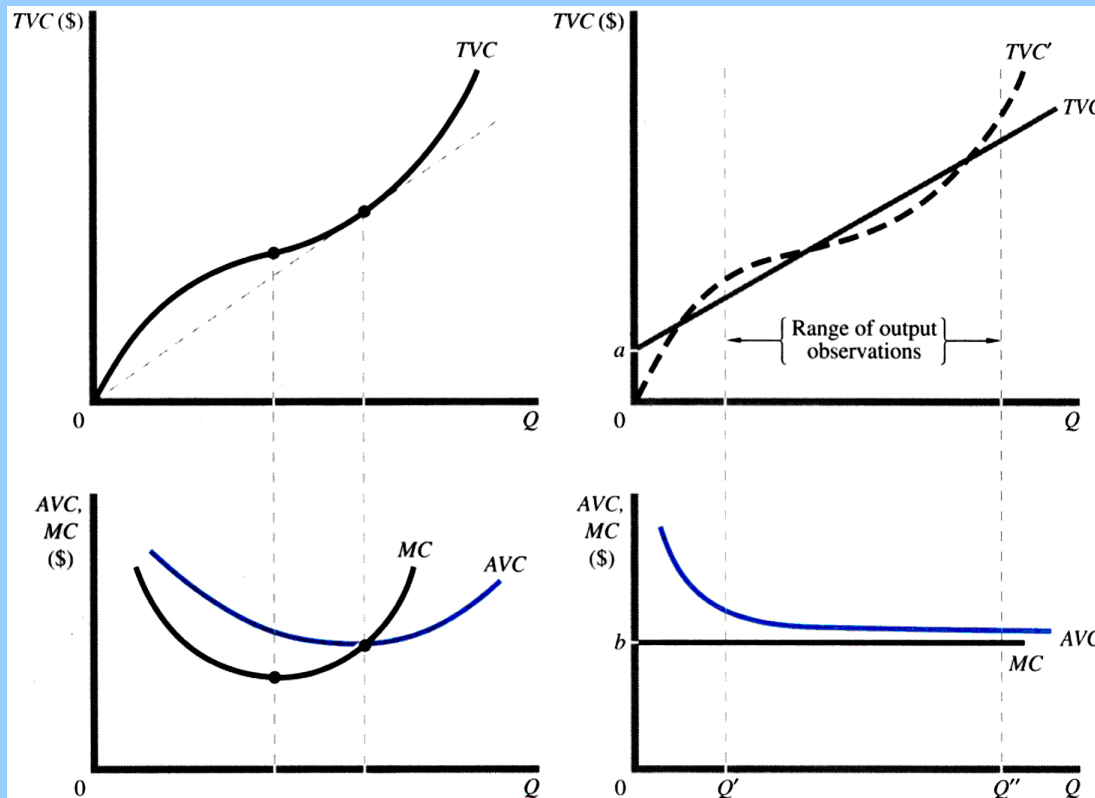 TVC ($)
TVC
0
Q
TVC ($)
TVC'
TVC
a
Range of output
observations
0
Q
AVC,
MC
($)
MC
AVC
0
Q
AVC,
MC
($)
b
AVC
MC
0
Q'
Q''
Q